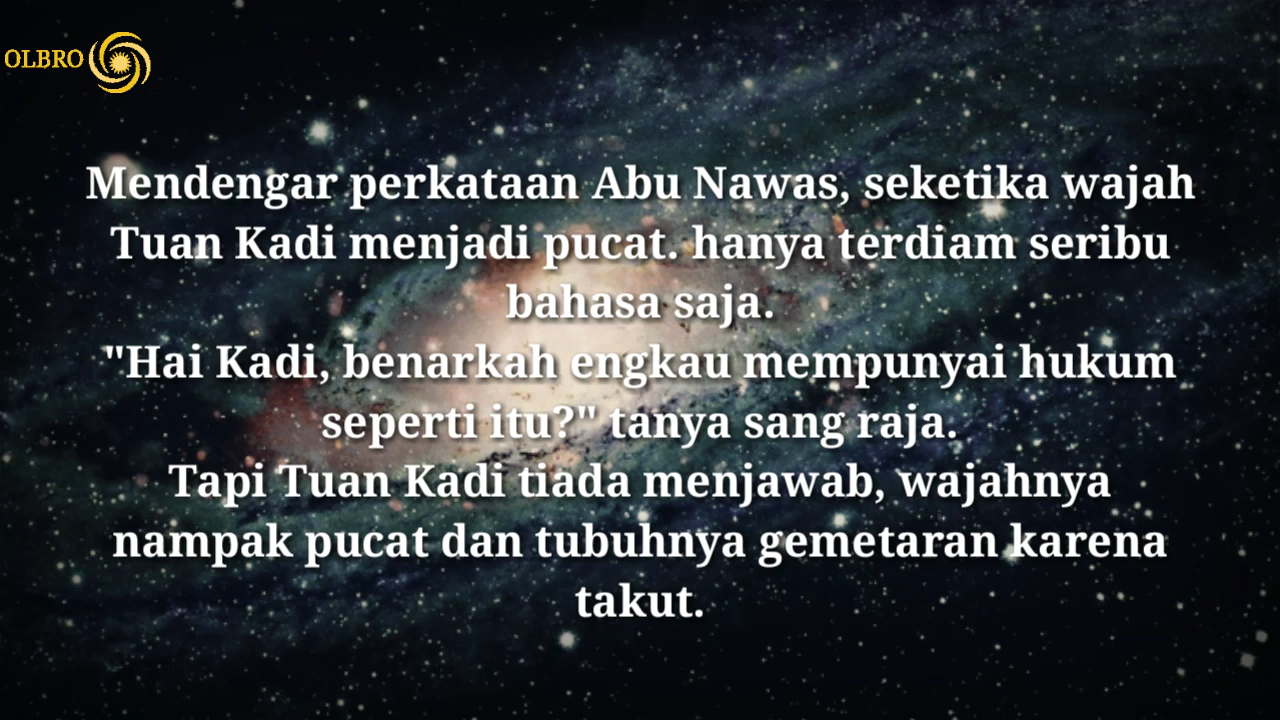 OLBRO
Mendengar perkataan Abu Nawas, seketika wajah
Tuan Kadi menjadi pucat. hanya terdiam seribu
bahasa saja.
"Hai Kadi, benarkah engkau mempunyai hukum
seperti itu?" tanya sang raja.
Tapi Tuan Kadi tiada menjawab, wajahnya
nampak pucat dan tubuhnya gemetaran karena
takut.